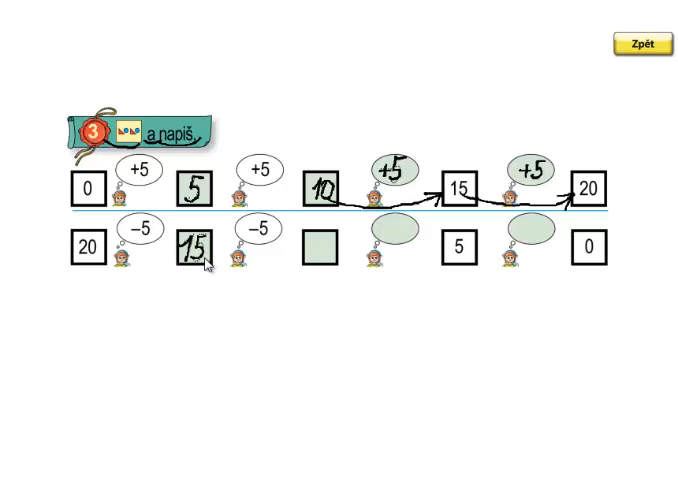 Zpět
3 a napiš.
+5 +5 +5 +5
0 5 10 15 20
–5 –5
20 15 5 0